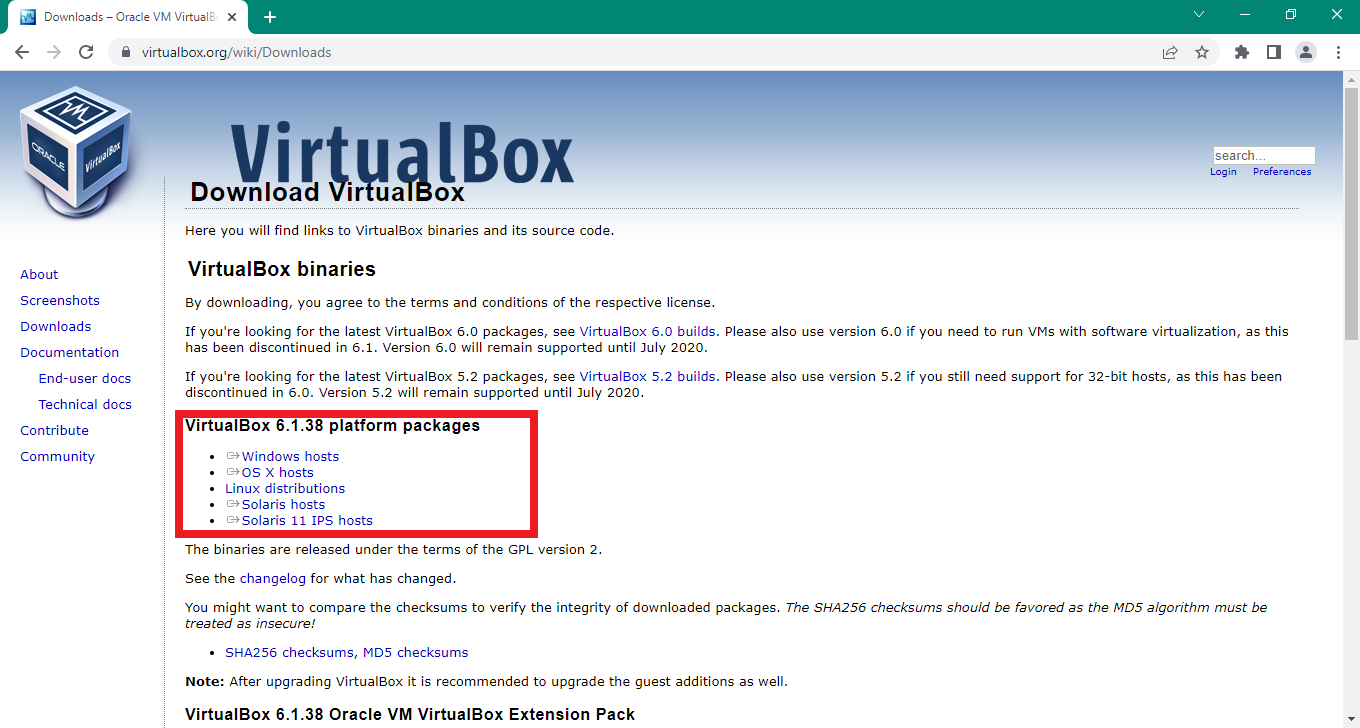 Downloads – Oracle VM VirtualB
virtualbox.org/wiki/Downloads
ORACLE
VirtualBox
VirtualBox
search...
Login Preferences
Download VirtualBox
Here you will find links to VirtualBox binaries and its source code.
About
Screenshots
Downloads
Documentation
End-user docs
Technical docs
Contribute
Community
VirtualBox binaries
By downloading, you agree to the terms and conditions of the respective license.
If you're looking for the latest VirtualBox 6.0 packages, see VirtualBox 6.0 builds. Please also use version 6.0 if you need to run VMs with software virtualization, as this
has been discontinued in 6.1. Version 6.0 will remain supported until July 2020.
If you're looking for the latest VirtualBox 5.2 packages, see VirtualBox 5.2 builds. Please also use version 5.2 if you still need support for 32-bit hosts, as this has been
discontinued in 6.0. Version 5.2 will remain supported until July 2020.
VirtualBox 6.1.38 platform packages
Windows hosts
OS X hosts
Linux distributions
Solaris hosts
Solaris 11 IPS hosts
The binaries are released under the terms of the GPL version 2.
See the changelog for what has changed.
You might want to compare the checksums to verify the integrity of downloaded packages. The SHA256 checksums should be favored as the MD5 algorithm must be
treated as insecure!
SHA256 checksums, MD5 checksums
Note: After upgrading VirtualBox it is recommended to upgrade the guest additions as well.
VirtualBox 6.1.38 Oracle VM VirtualBox Extension Pack